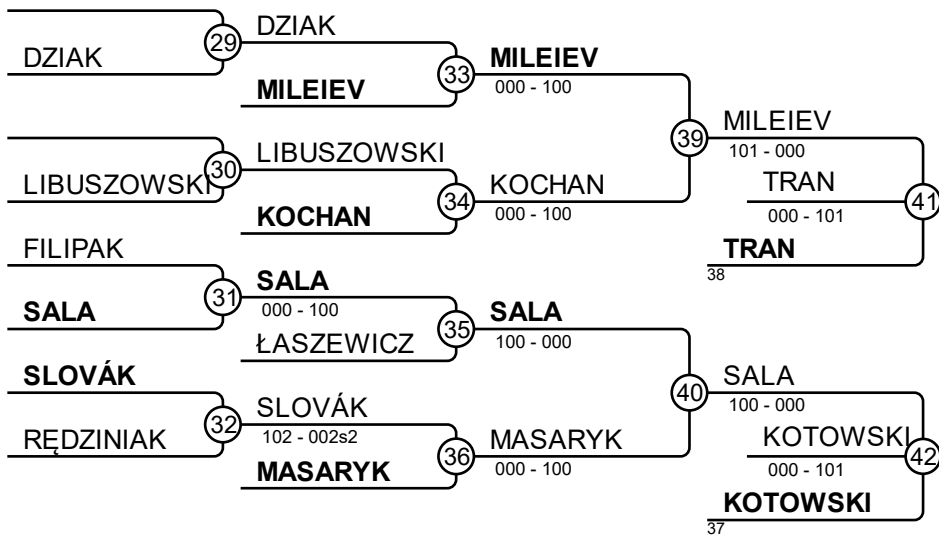 DZIAK
29
DZIAK
MILEIEV
33
MILEIEV
000 - 100
LIBUSZOWSKI
30
LIBUSZOWSKI
KOCHAN
34
KOCHAN
000 - 100
39
MILEIEV
101 - 000
TRAN
000 - 101
TRAN
38
41
FILIPAK
SALA
31
SALA
000 - 100
ŁASZEWICZ
35
SALA
100 - 000
SLOVÁK
RĘDZINIAK
32
SLOVÁK
102 - 002s2
MASARYK
36
MASARYK
000 - 100
40
SALA
100 - 000
KOTOWSKI
000 - 101
KOTOWSKI
37
42